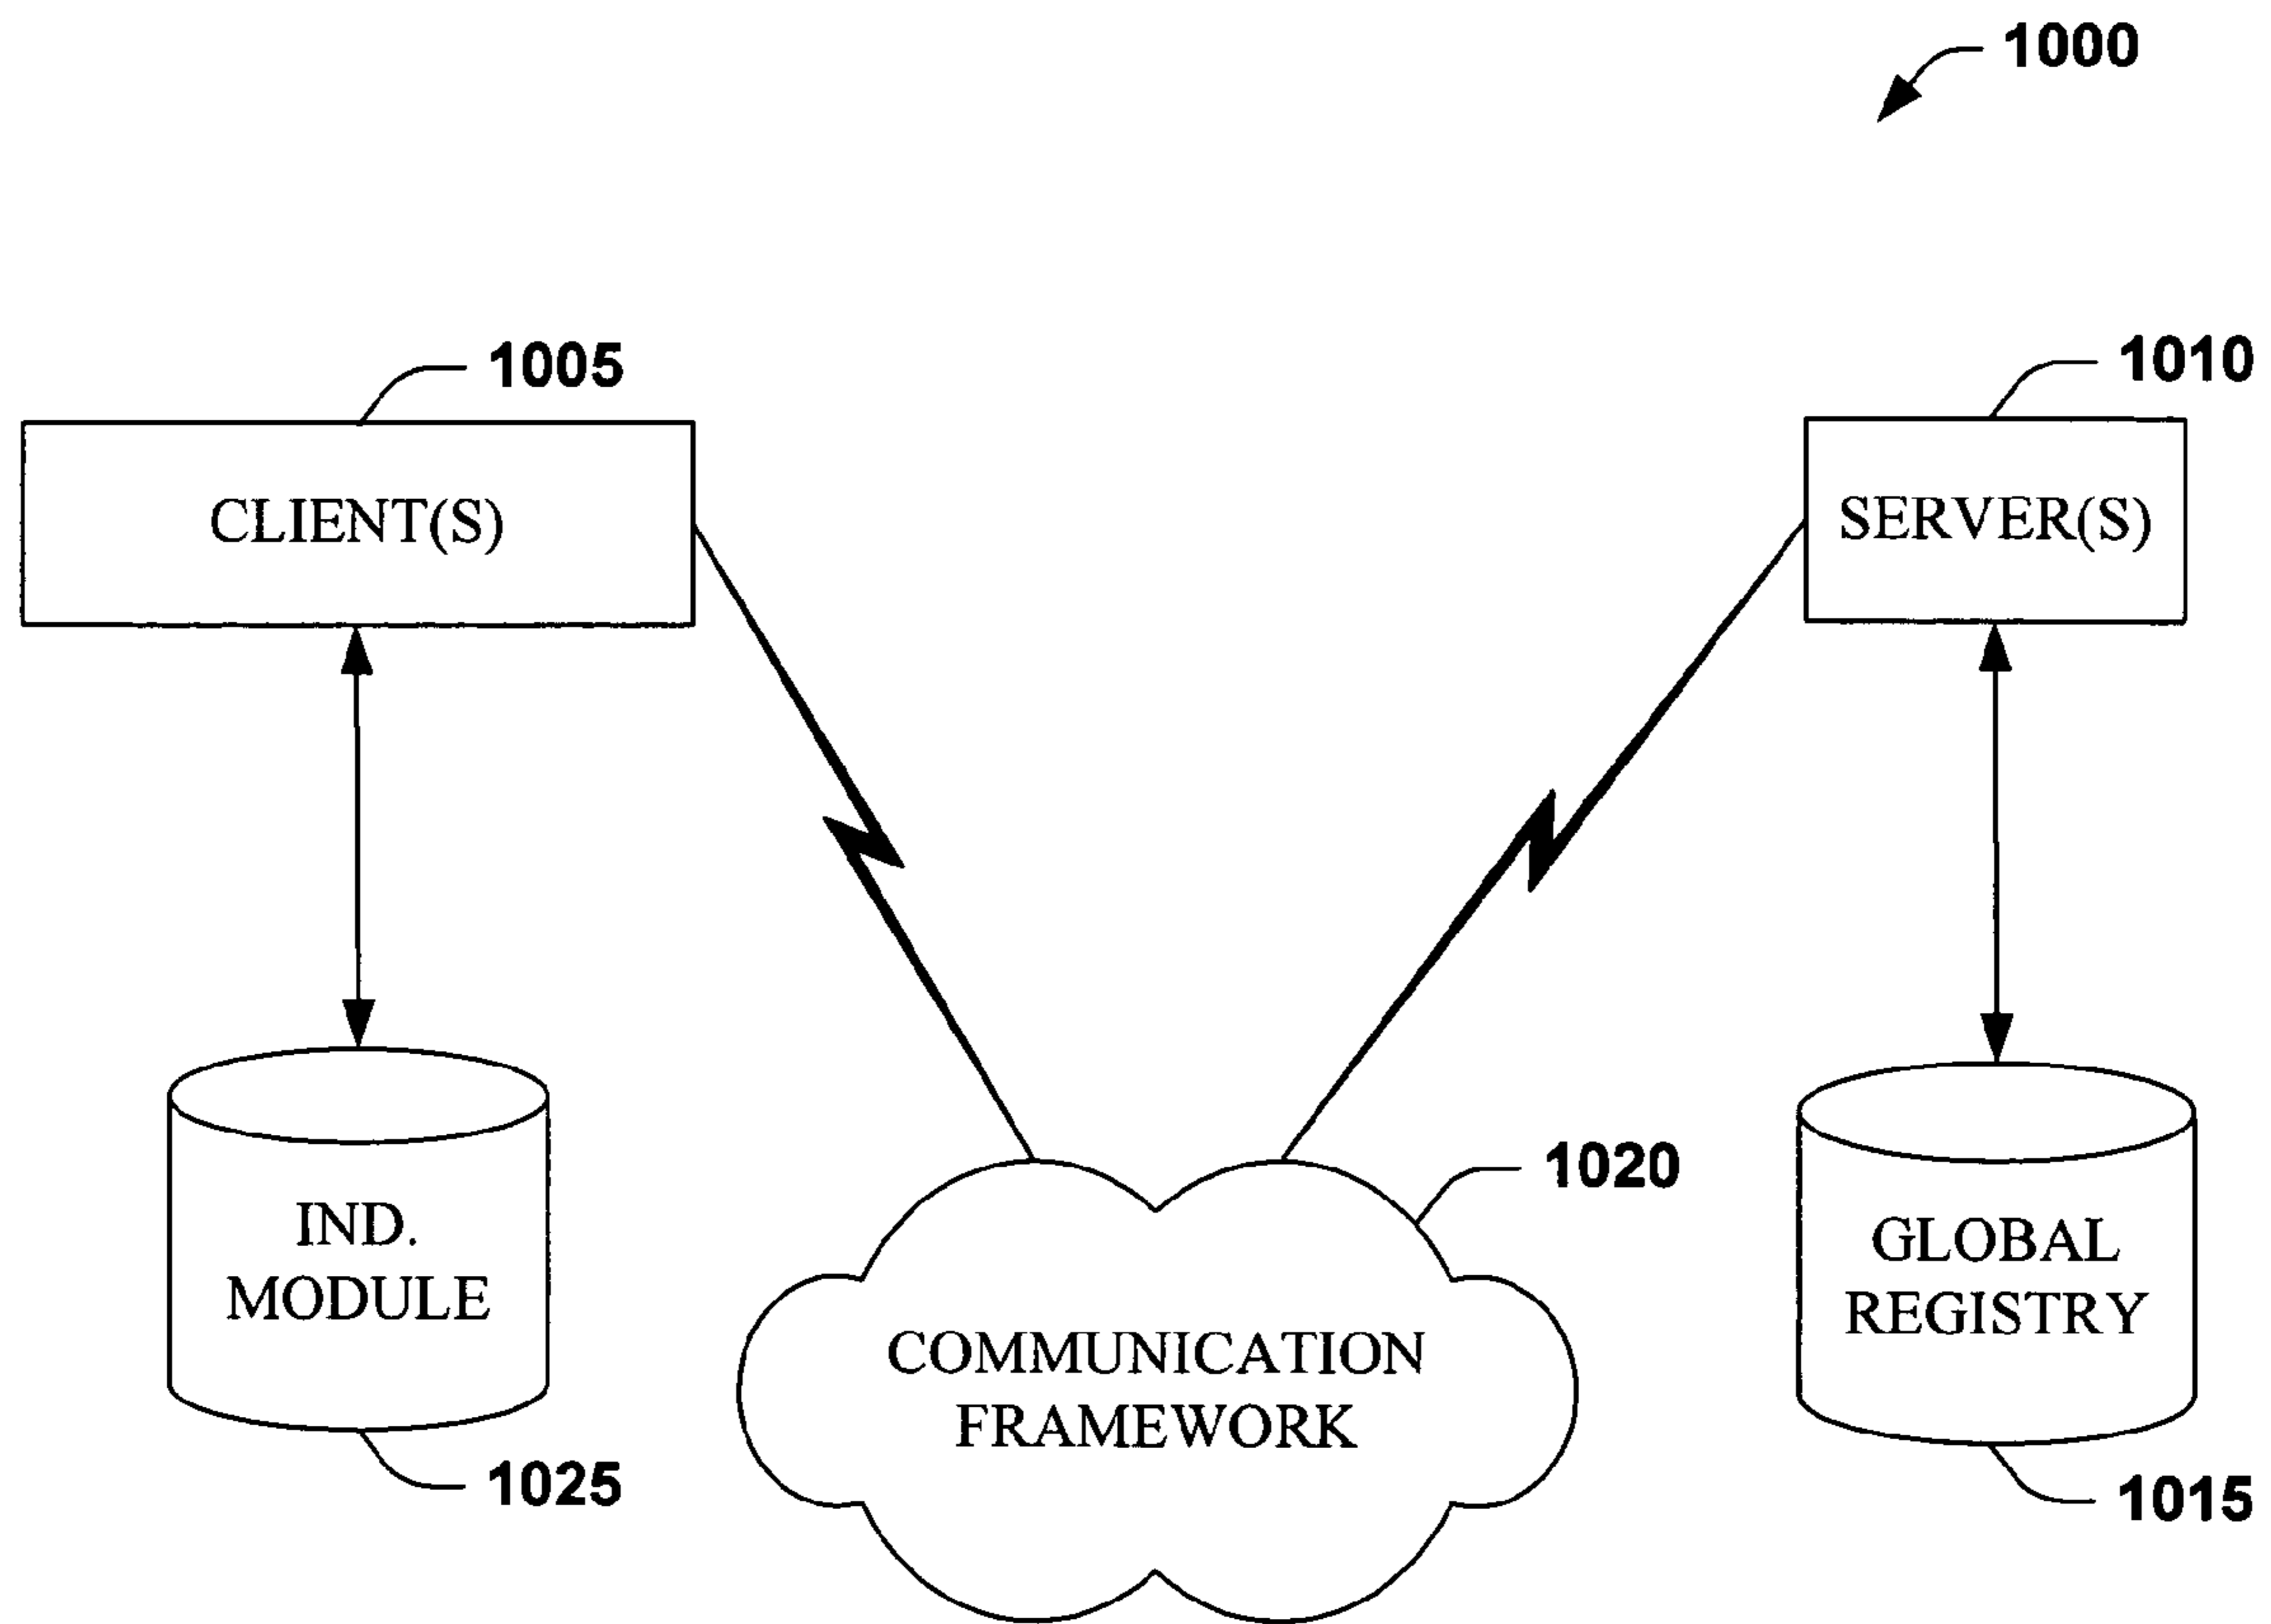 1000
1005
1010
CLIENT(S)
SERVER(S)
IND.
MODULE
1020
GLOBAL
REGISTRY
COMMUNICATION
FRAMEWORK
1025
1015